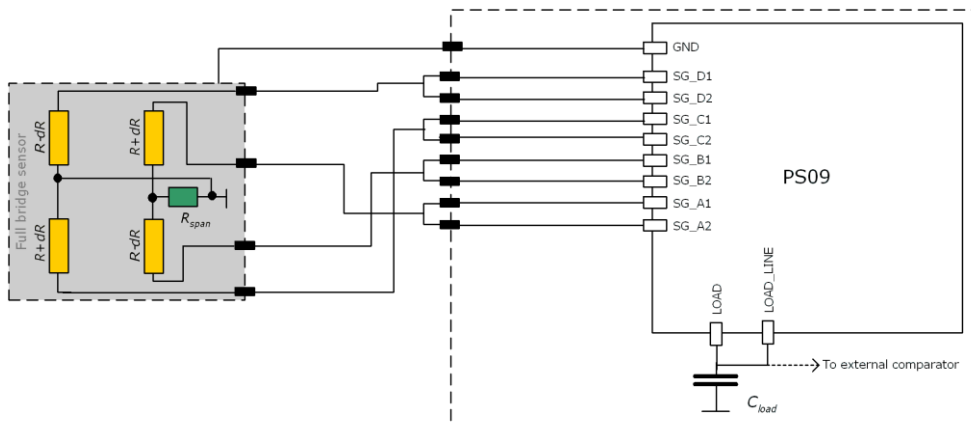 GND
SG_D1
SG_D2
SG_C1
SG_C2
SG_B1
SG_B2
SG_A1
SG_A2
PS09
LOAD
LOAD_LINE
To external comparator
Cload
Full bridge sensor
R-dR
R+dR
Rspan
R+dR
R-dR